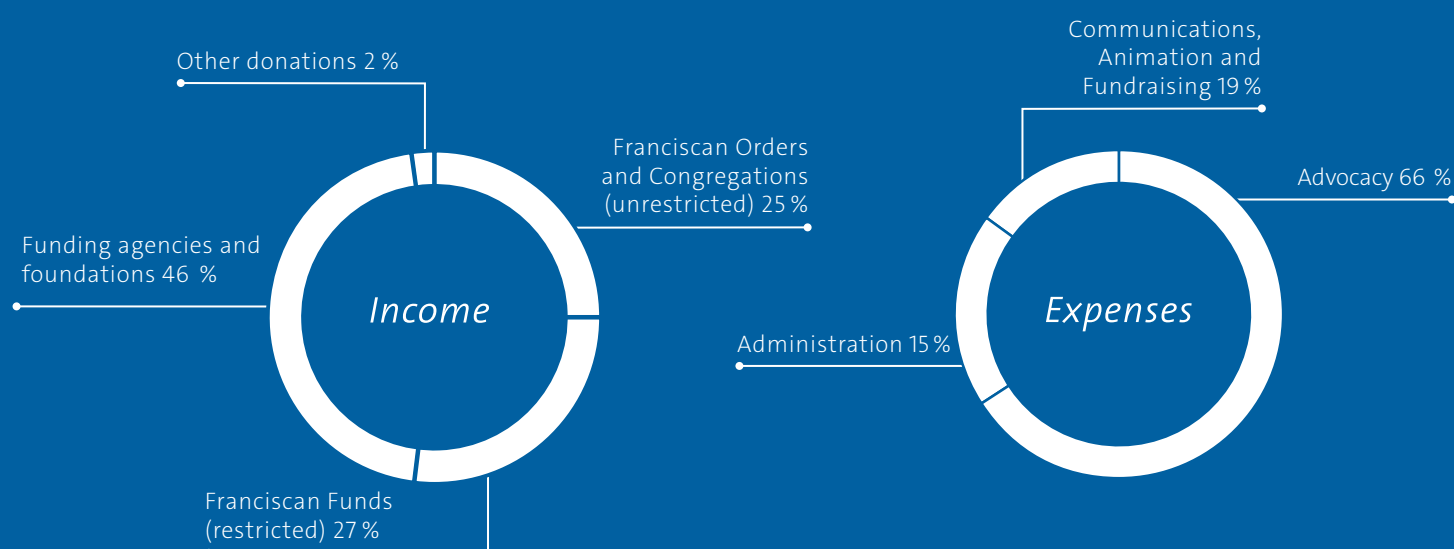 Other donations 2 %
Franciscan Orders
and Congregations
(unrestricted) 25 %
Funding agencies and
foundations 46 %
Income
Franciscan Funds
(restricted) 27 %
Communications,
Animation and
Fundraising 19 %
Advocacy 66 %
Expenses
Administration 15 %